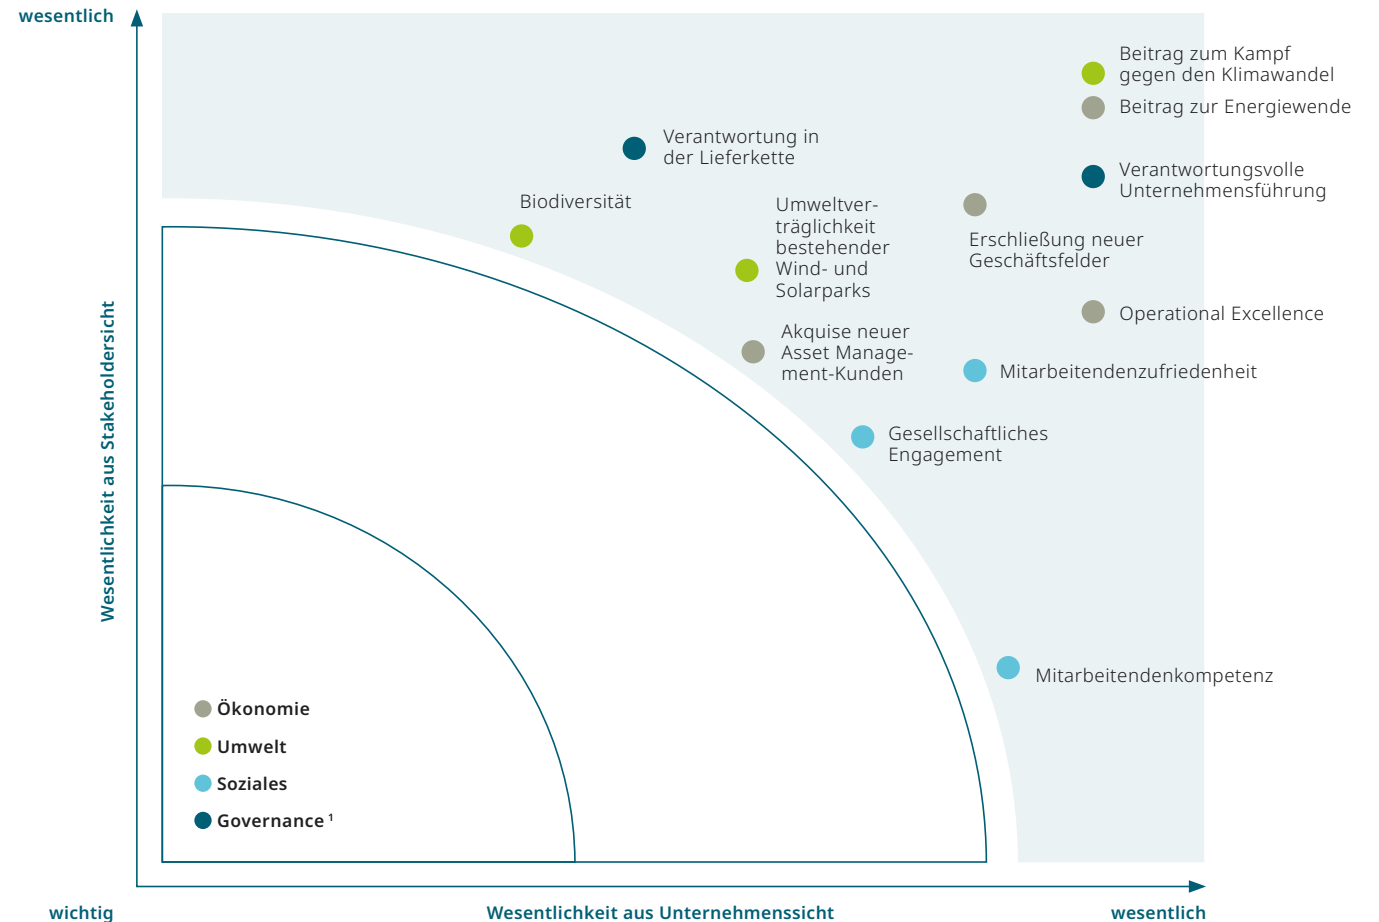 wesentlich
Beitrag zum Kampf
gegen den Klimawandel
Beitrag zur Energiewende
Verantwortung in
der Lieferkette
Verantwortungsvolle
Unternehmensführung
Biodiversität
Umweltver-
träglichkeit
bestehender
Wind- und
Solarparks
Erschließung neuer
Geschäftsfelder
Operational Excellence
Akquise neuer
Asset Manage-
ment-Kunden
Mitarbeitendenzufriedenheit
Gesellschaftliches
Engagement
Mitarbeitendenkompetenz
Wesentlichkeit aus Stakeholdersicht
Ökonomie
Umwelt
Soziales
Governance ¹
wichtig
Wesentlichkeit aus Unternehmenssicht
wesentlich